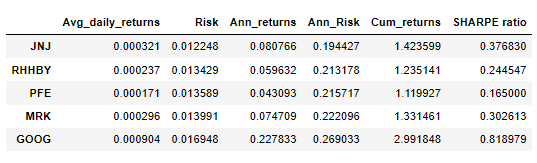 Avg_daily_returns Risk Ann_returns Ann_Risk Cum_returns SHARPE ratio
JNJ 0.000321 0.012248 0.080766 0.194427 1.423599 0.376830
RHHBY 0.000237 0.013429 0.059632 0.213178 1.235141 0.244547
PFE 0.000171 0.013589 0.043093 0.215717 1.119927 0.165000
MRK 0.000296 0.013991 0.074709 0.222096 1.331461 0.302613
GOOG 0.000904 0.016948 0.227833 0.269033 2.991848 0.818979